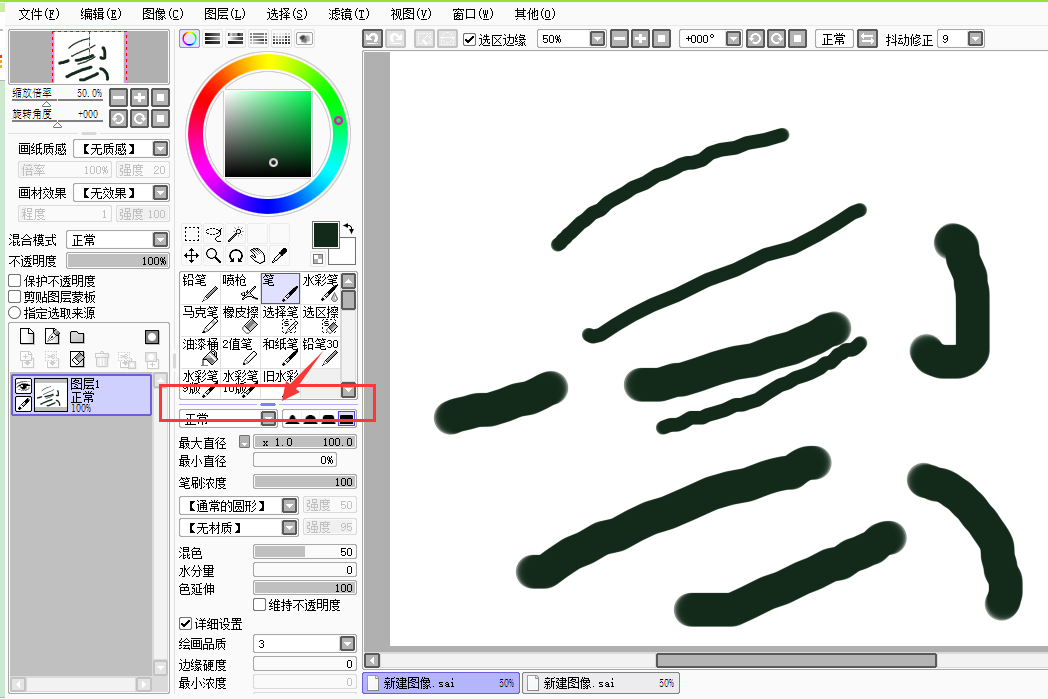 文件(F) 编辑(E) 图像(C) 图层(L) 选择(S) 滤镜(T) 视图(V) 窗口(W) 其他(O)
选区边缘 50% +000° 正常 抖动修正 9
缩放倍率 50.0%
旋转角度 +000
画纸质感 【无质感】
倍率 100% 强度 20
画材效果 【无效果】
程度 1 强度 100
混合模式 正常
不透明度 100%
保护不透明度
剪贴图层蒙板
指定选取来源
图层1
正常
100%
铅笔 喷枪 笔 水彩笔
马克笔 橡皮擦 选择笔 选区擦
油漆桶 2值笔 和纸笔 铅笔30
水彩笔 水彩笔 旧水彩
9版 10版
正常
最大直径 x 1.0 100.0
最小直径 0%
笔刷浓度 100
【通常的圆形】 强度 50
【无材质】 强度 95
混色 50
水分量 0
色延伸 100
维持不透明度
详细设置
绘画品质 3
边缘硬度 0
最小浓度 0
新建图像.sai 50% 新建图像.sai 50%